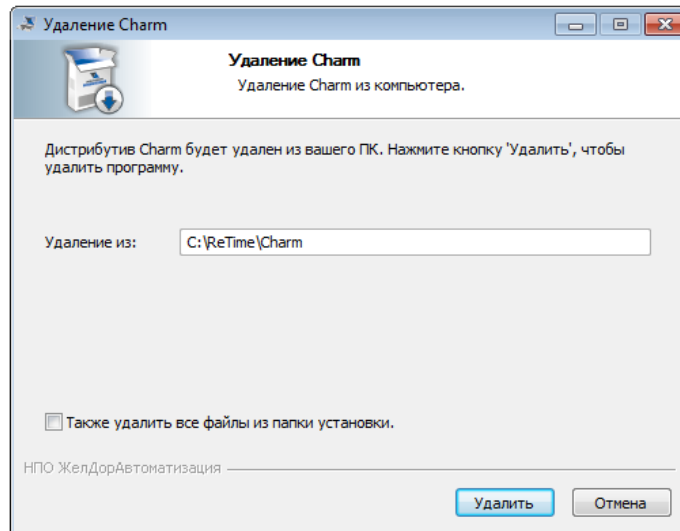 Удаление Charm
Удаление Charm
Удаление Charm из компьютера.
Дистрибутив Charm будет удален из вашего ПК. Нажмите кнопку 'Удалить', чтобы
удалить программу.
Удаление из:
C:\ReTime\Charm
Также удалить все файлы из папки установки.
НПО ЖелДорАвтоматизация
Удалить
Отмена